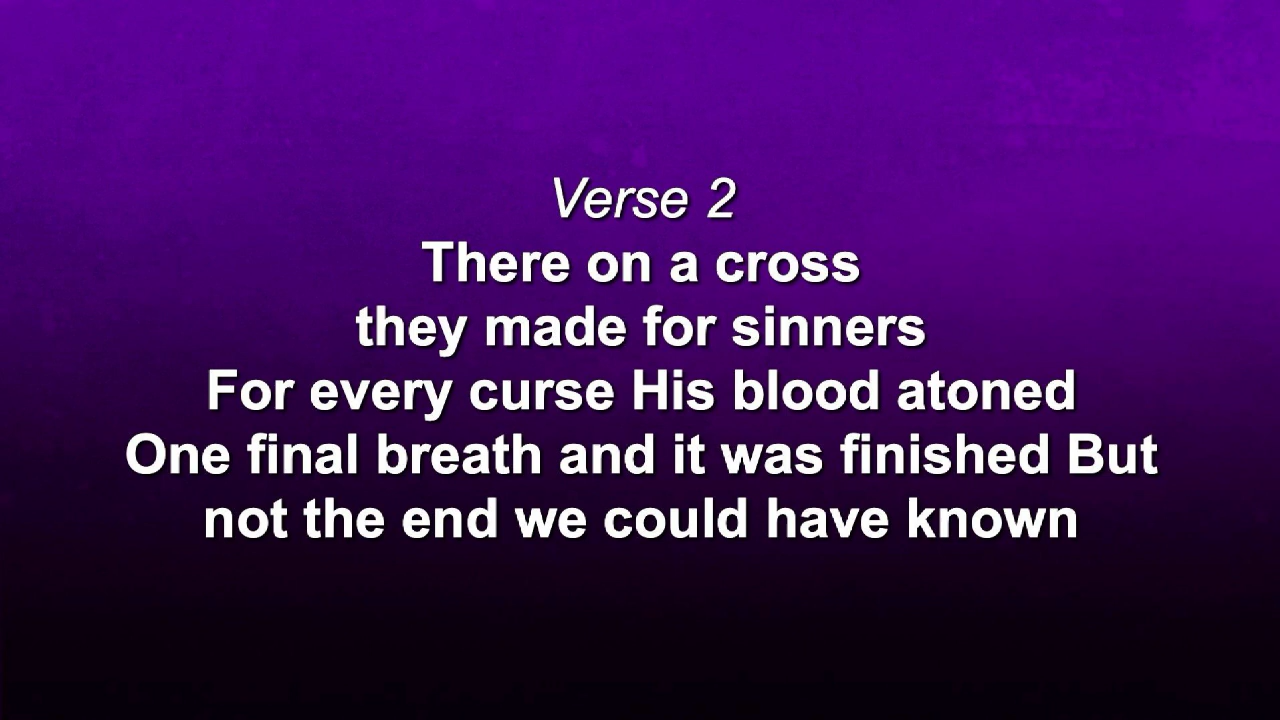 Verse 2
There on a cross
they made for sinners
For every curse His blood atoned
One final breath and it was finished But
not the end we could have known